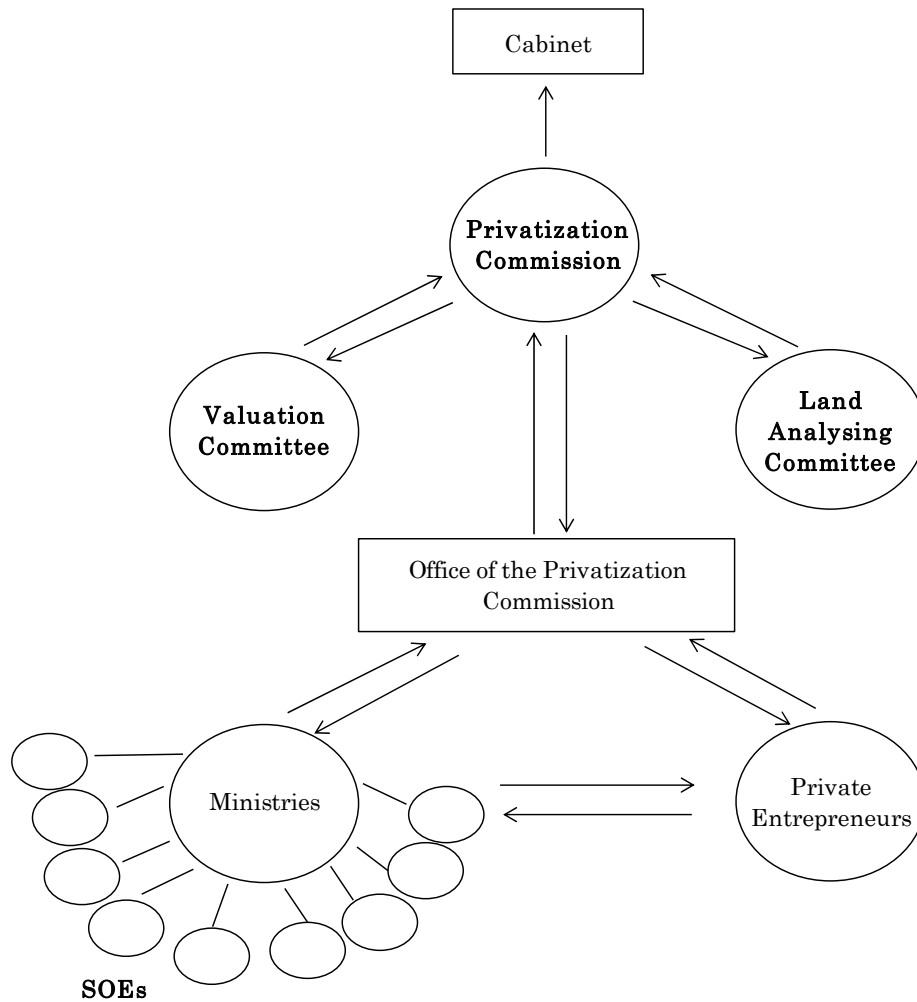 Cabinet
Privatization
Commission
Valuation
Committee
Land
Analysing
Committee
Office of the Privatization
Commission
Ministries
Private
Entrepreneurs
SOEs